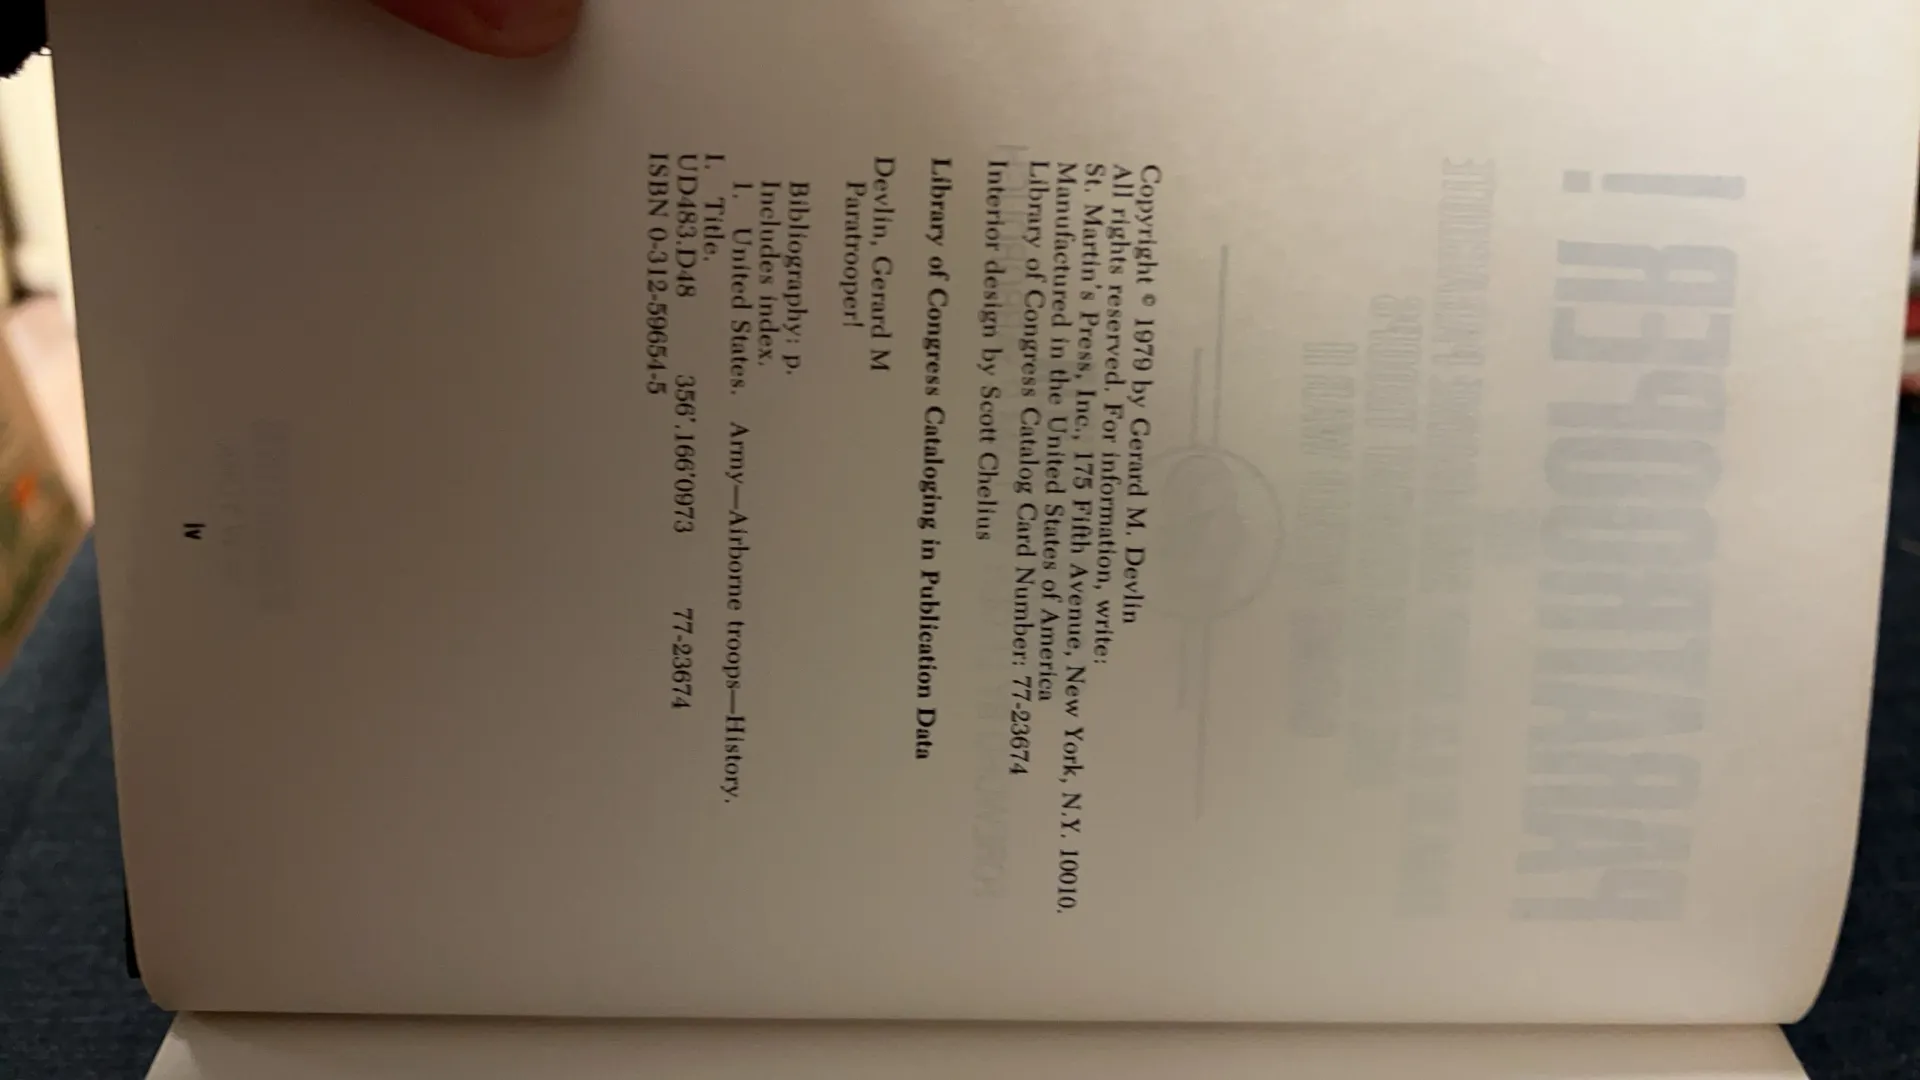 Copyright © 1979 by Gerard M. Devlin
All rights reserved. For information, write:
St. Martin's Press, Inc., 175 Fifth Avenue, New York, N.Y. 10010.
Manufactured in the United States of America
Library of Congress Catalog Card Number: 77-23674
Interior design by Scott Chelius
Library of Congress Cataloging in Publication Data
Devlin, Gerard M
Paratrooper!
Bibliography: p.
Includes index.
1. United States. Army—Airborne troops—History.
I. Title.
UD483.D48 356'.166'0973 77-23674
ISBN 0-312-59654-5
iv
PARATROOPER!